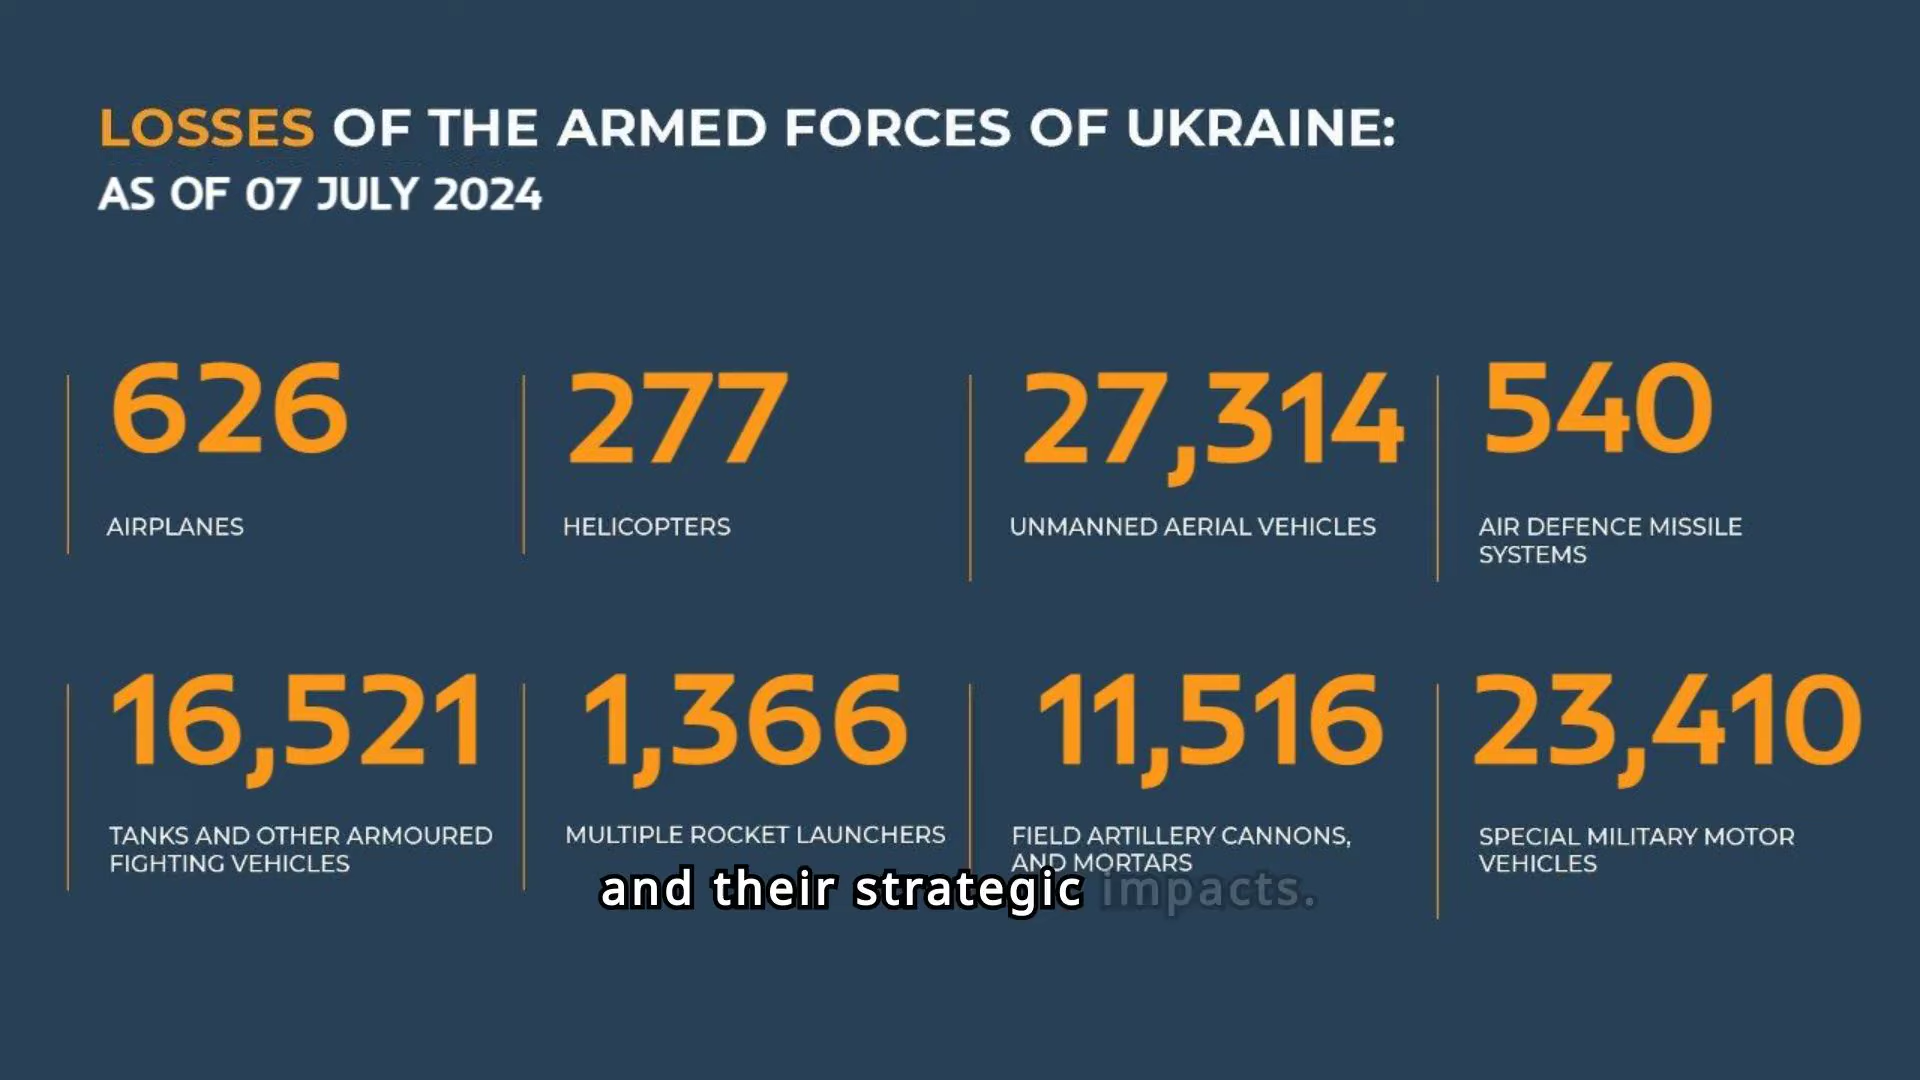 LOSSES OF THE ARMED FORCES OF UKRAINE:
AS OF 07 JULY 2024
626
AIRPLANES
277
HELICOPTERS
27,314
UNMANNED AERIAL VEHICLES
540
AIR DEFENCE MISSILE
SYSTEMS
16,521
TANKS AND OTHER ARMOURED
FIGHTING VEHICLES
1,366
MULTIPLE ROCKET LAUNCHERS
11,516
FIELD ARTILLERY CANNONS,
AND MORTARS
23,410
SPECIAL MILITARY MOTOR
VEHICLES
and their strategic impacts.